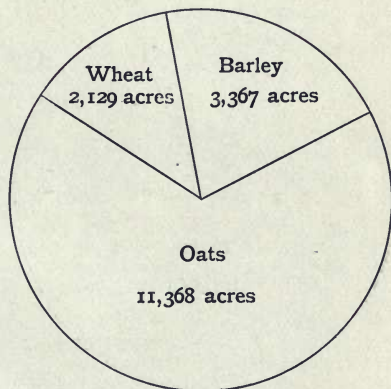 Wheat
2,129 acres
Barley
3,367 acres
Oats
11,368 acres